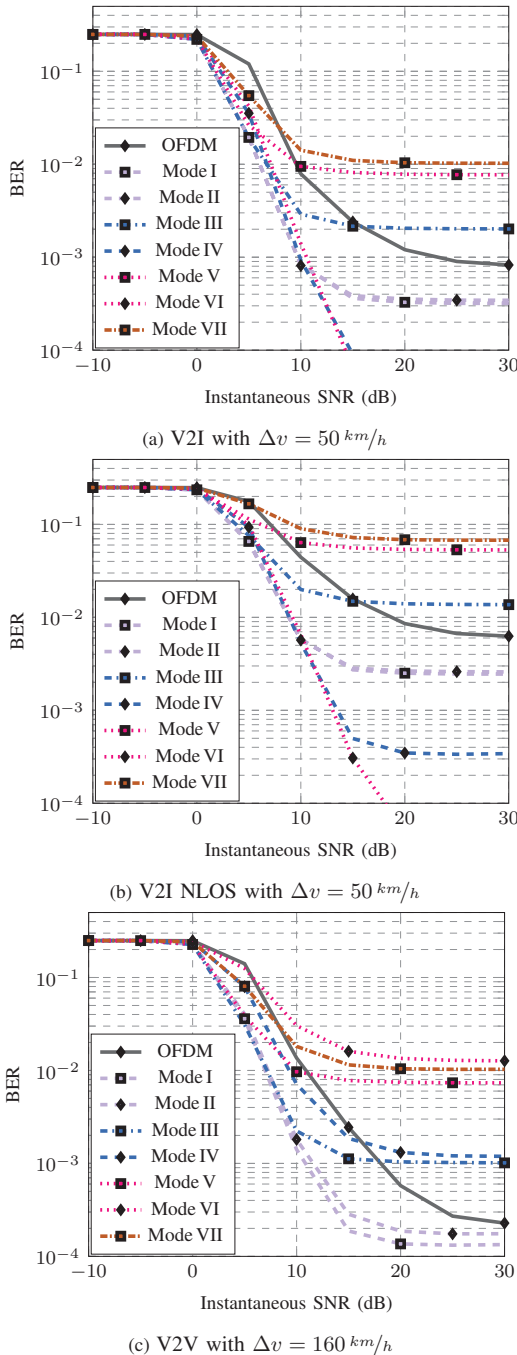 10⁻¹
10⁻²
10⁻³
10⁻⁴
BER
OFDM
Mode I
Mode II
Mode III
Mode IV
Mode V
Mode VI
Mode VII
−10 0 10 20 30
Instantaneous SNR (dB)
(a) V2I with Δv = 50 km/h
10⁻¹
10⁻²
10⁻³
10⁻⁴
BER
OFDM
Mode I
Mode II
Mode III
Mode IV
Mode V
Mode VI
Mode VII
−10 0 10 20 30
Instantaneous SNR (dB)
(b) V2I NLOS with Δv = 50 km/h
10⁻¹
10⁻²
10⁻³
10⁻⁴
BER
OFDM
Mode I
Mode II
Mode III
Mode IV
Mode V
Mode VI
Mode VII
−10 0 10 20 30
Instantaneous SNR (dB)
(c) V2V with Δv = 160 km/h